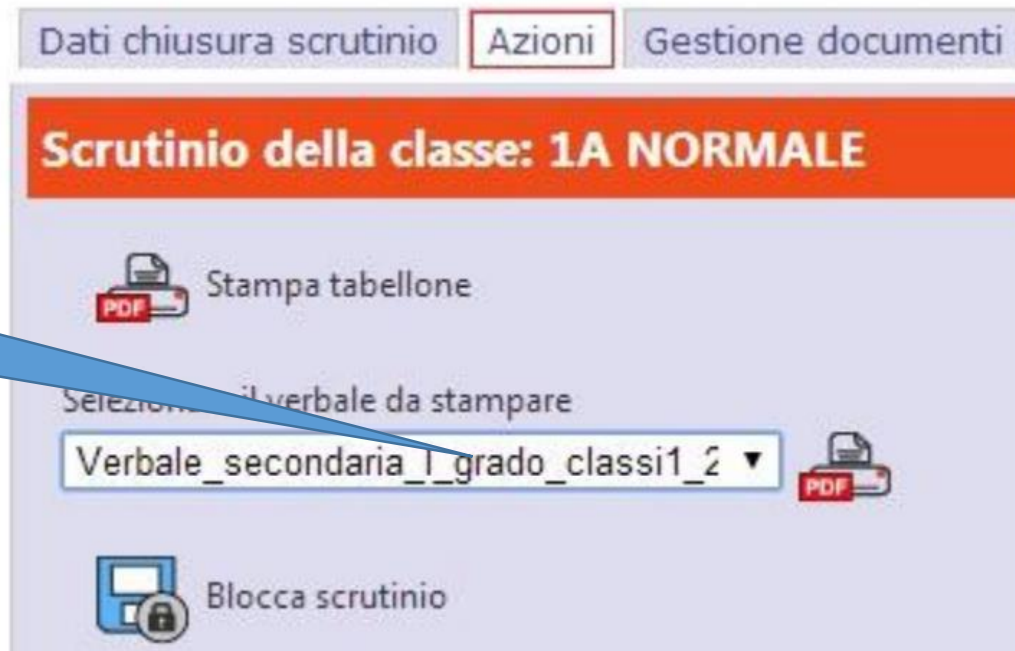 Dati chiusura scrutinio Azioni Gestione documenti
Scrutinio della classe: 1A NORMALE
PDF Stampa tabellone
il verbale da stampare
Verbale_secondaria_I_grado_classi1_2 PDF
Blocca scrutinio